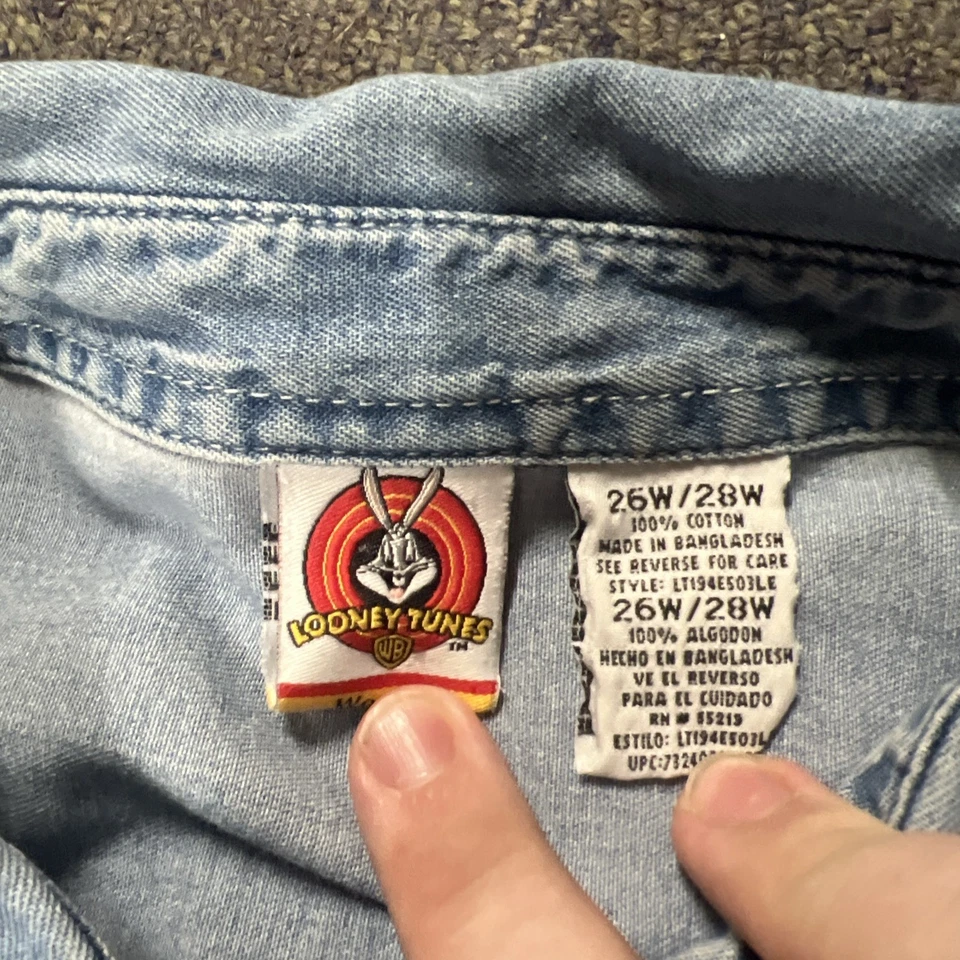 LOONEY TUNES
TM
WB
26W/28W
100% COTTON
MADE IN BANGLADESH
SEE REVERSE FOR CARE
STYLE: LT194E503LE
26W/28W
100% ALGODON
HECHO EN BANGLADESH
VE EL REVERSO
PARA EL CUIDADO
RN # 55219
ESTILO: LT194E503L